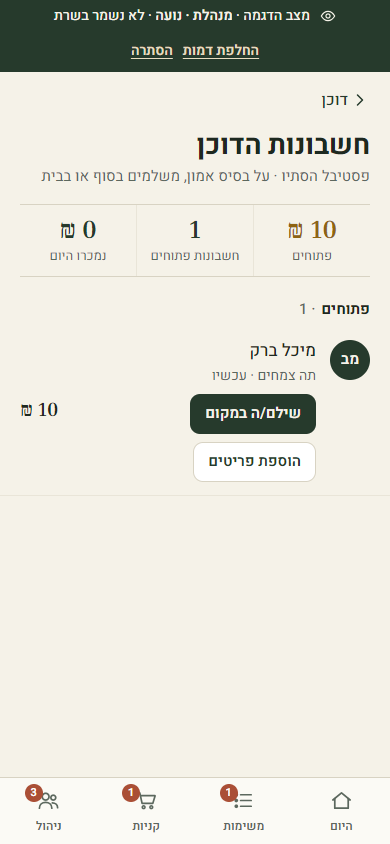 מצב הדגמה · מנהלת · נועה · לא נשמר בשרת
החלפת דמות הסתרה
דוכן
חשבונות הדוכן
פסטיבל הסתיו · על בסיס אמון, משלמים בסוף או בבית
10 ₪ 1 0 ₪
פתוחים חשבונות פתוחים נמכרו היום
פתוחים · 1
מב מיכל ברק
תה צמחים · עכשיו
שילם/ה במקום 10 ₪
הוספת פריטים
1 1 3
היום משימות קניות ניהול